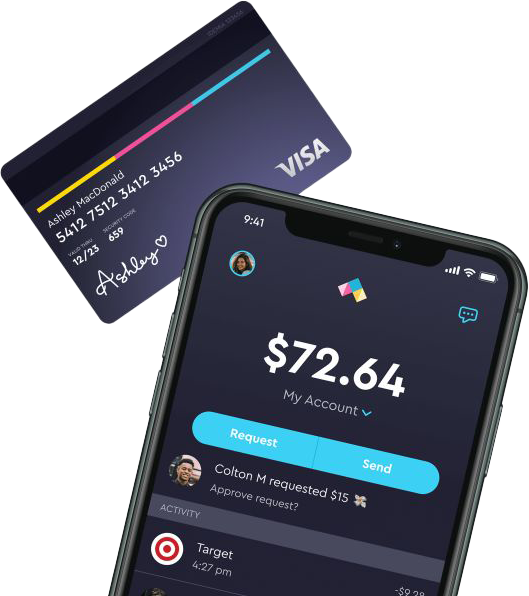 VISA
Ashley MacDonald
5412 7512 3412 3456
VALID THRU
12/23
SECURITY CODE
659
Ashley
9:41
$72.64
My Account
Request
Send
Colton M requested $15
Approve request?
ACTIVITY
Target
4:27 pm
-$9.28